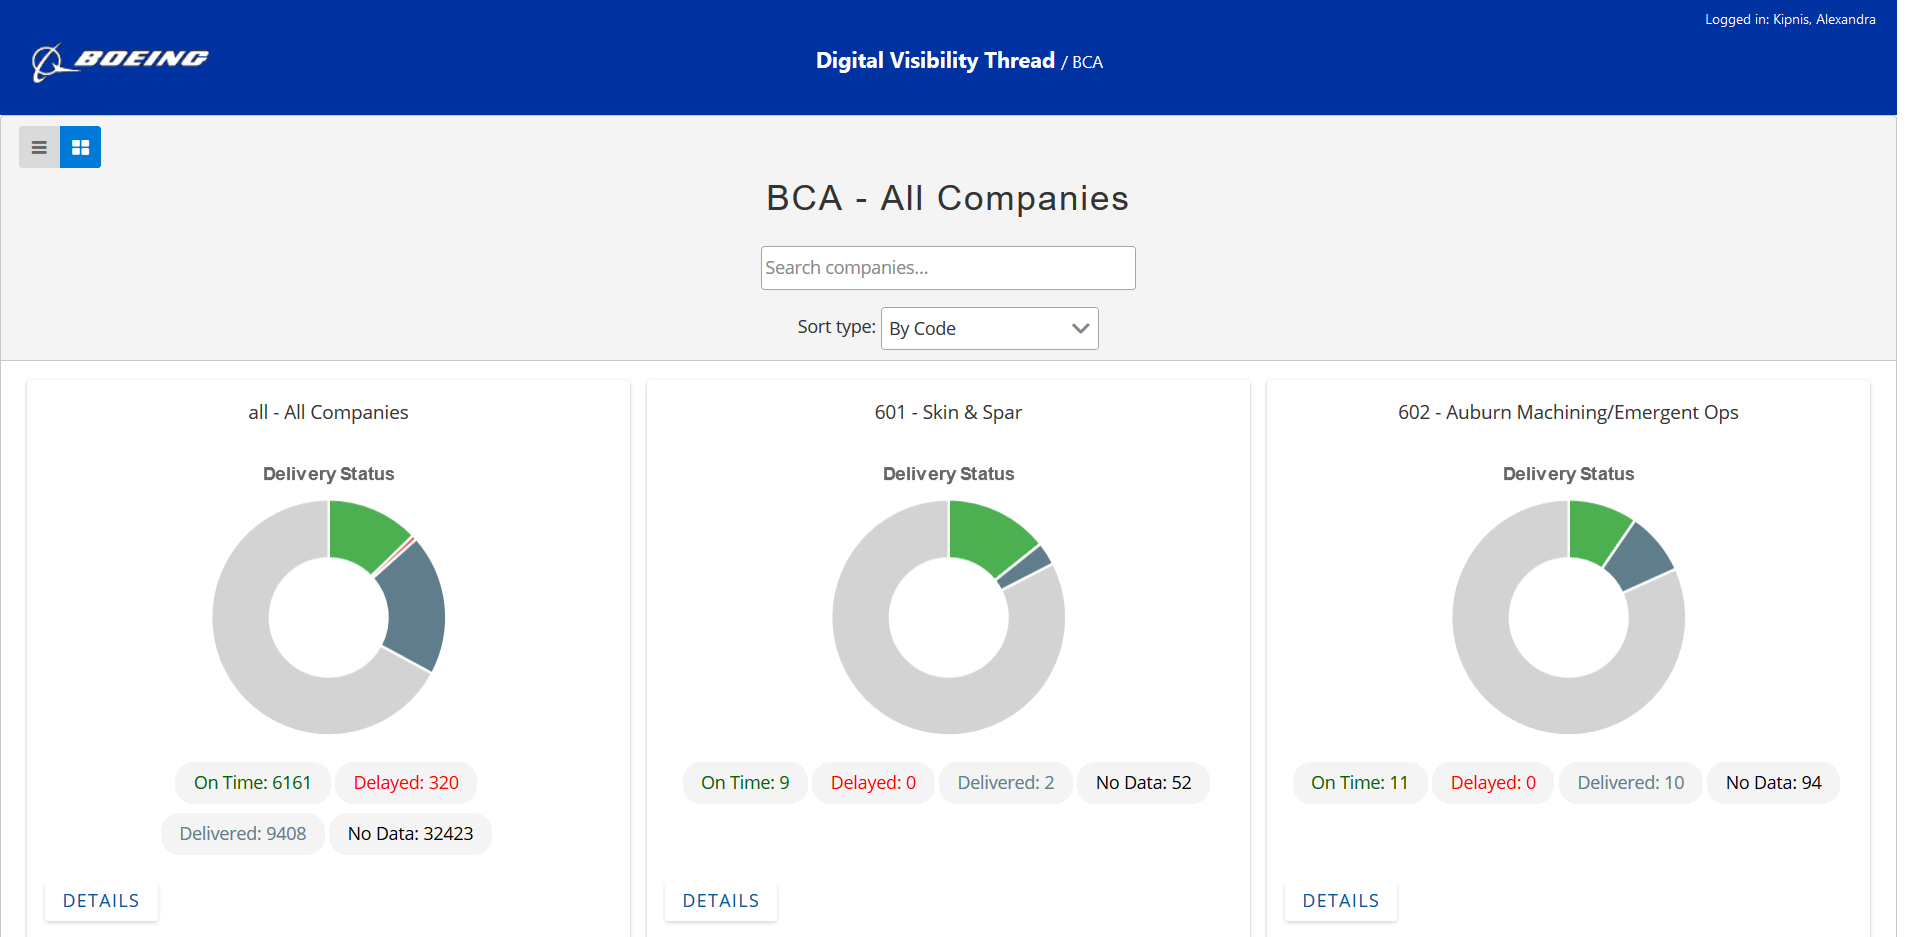 Logged in: Kipnis, Alexandra
BOEING
Digital Visibility Thread / BCA
BCA - All Companies
Search companies...
Sort type: By Code
all - All Companies
Delivery Status
On Time: 6161 Delayed: 320
Delivered: 9408 No Data: 32423
DETAILS
601 - Skin & Spar
Delivery Status
On Time: 9 Delayed: 0 Delivered: 2 No Data: 52
DETAILS
602 - Auburn Machining/Emergent Ops
Delivery Status
On Time: 11 Delayed: 0 Delivered: 10 No Data: 94
DETAILS